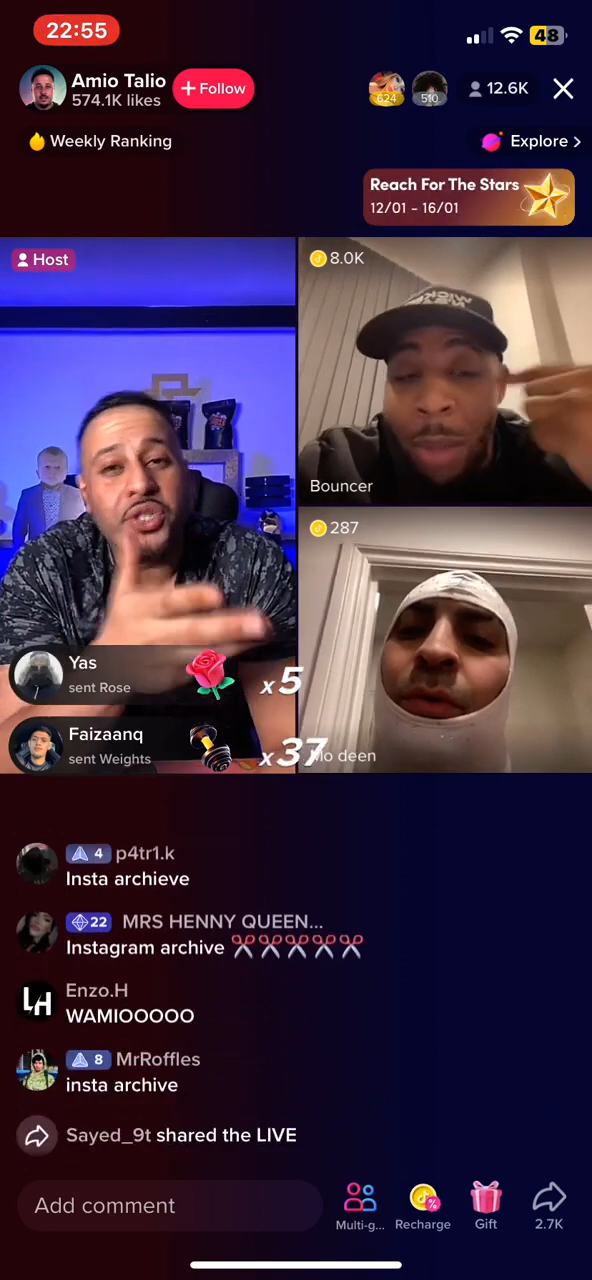 22:55
48
Amio Talio
574.1K likes
+ Follow
624
510
12.6K
Weekly Ranking
Explore >
Reach For The Stars
12/01 - 16/01
Host
8.0K
Bouncer
287
Yas
sent Rose
x5
Faizaanq
sent Weights
x37
Mo deen
4 p4tr1.k
Insta archieve
22 MRS HENNY QUEEN...
Instagram archive ✂️✂️✂️✂️✂️
LH
Enzo.H
WAMIOOOOO
8 MrRoffles
insta archive
Sayed_9t shared the LIVE
Add comment
Multi-g...
Recharge
Gift
2.7K